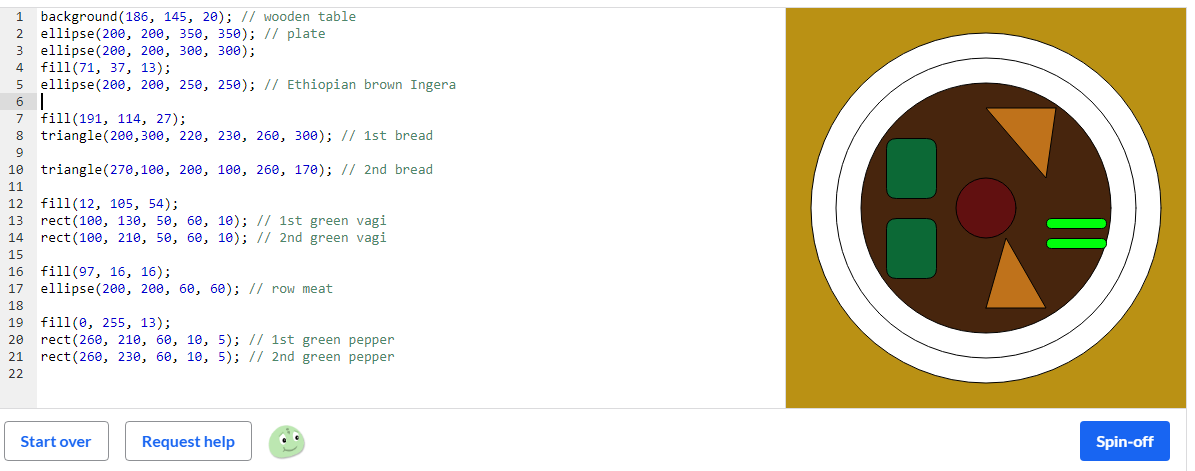 1 background(186, 145, 20); // wooden table
2 ellipse(200, 200, 350, 350); // plate
3 ellipse(200, 200, 300, 300);
4 fill(71, 37, 13);
5 ellipse(200, 200, 250, 250); // Ethiopian brown Ingera
6
7 fill(191, 114, 27);
8 triangle(200,300, 220, 230, 260, 300); // 1st bread
9
10 triangle(270,100, 200, 100, 260, 170); // 2nd bread
11
12 fill(12, 105, 54);
13 rect(100, 130, 50, 60, 10); // 1st green vagi
14 rect(100, 210, 50, 60, 10); // 2nd green vagi
15
16 fill(97, 16, 16);
17 ellipse(200, 200, 60, 60); // row meat
18
19 fill(0, 255, 13);
20 rect(260, 210, 60, 10, 5); // 1st green pepper
21 rect(260, 230, 60, 10, 5); // 2nd green pepper
22
Start over
Request help
Spin-off